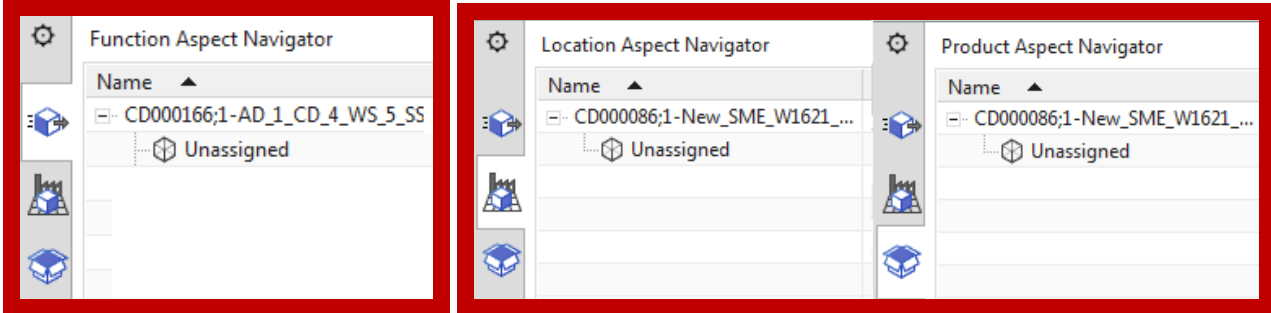 Function Aspect Navigator
Name
CD000166;1-AD_1_CD_4_WS_5_SS
Unassigned
Location Aspect Navigator
Name
CD000086;1-New_SME_W1621_...
Unassigned
Product Aspect Navigator
Name
CD000086;1-New_SME_W1621_...
Unassigned